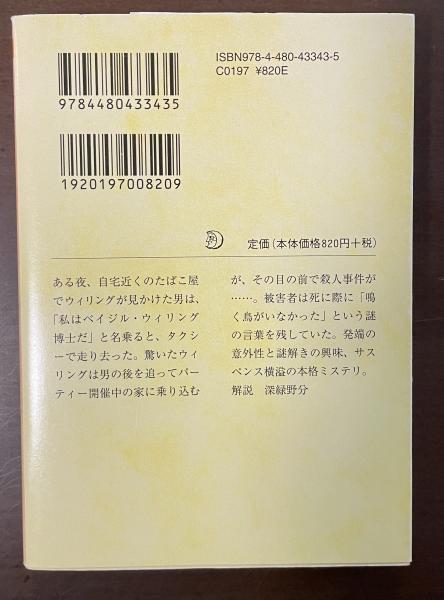 ISBN978-4-480-43343-5
C0197 ¥820E
9784480433435
1920197008209
定価(本体価格820円+税)
ある夜、自宅近くのたばこ屋
でウィリングが見かけた男は、
「私はベイジル・ウィリング
博士だ」と名乗ると、タクシ
ーで走り去った。驚いたウィ
リングは男の後を追ってパー
ティー開催中の家に乗り込む
が、その目の前で殺人事件が
……。被害者は死に際に「鳴
く鳥がいなかった」という謎
の言葉を残していた。発端の
意外性と謎解きの興味、サス
ペンス横溢の本格ミステリ。
解説 深緑野分